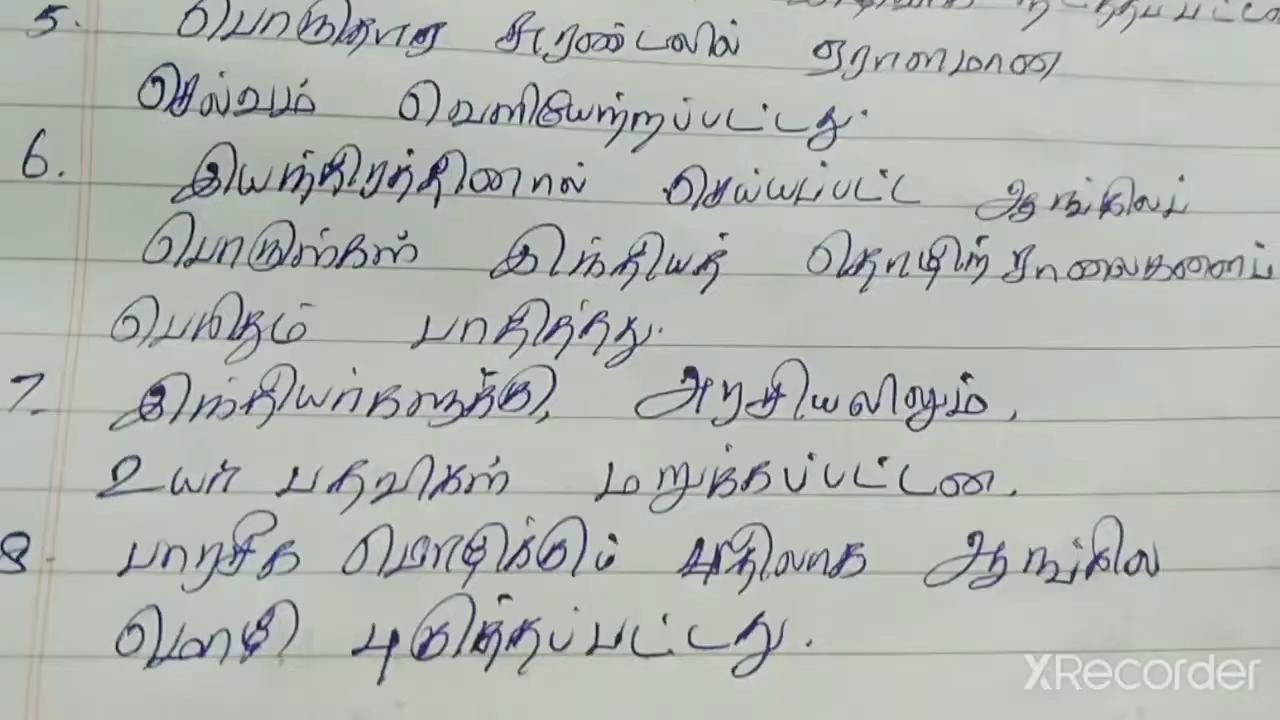 5. பொருளாதார சுரண்டலில் ஏராளமான
செல்வம் வெளியேற்றப்பட்டது.
6. இயந்திரத்தினால் செய்யப்பட்ட ஆங்கிலப்
பொருள்கள் இந்தியத் தொழிற்சாலைகளைப்
பெரிதும் பாதித்தது.
7. இந்தியர்களுக்கு, அரசியலிலும்,
உயர் பதவிகள் மறுக்கப்பட்டன.
8. பாரசீக மொழிக்குப் பதிலாக ஆங்கில
மொழி புகுத்தப்பட்டது.
XRecorder